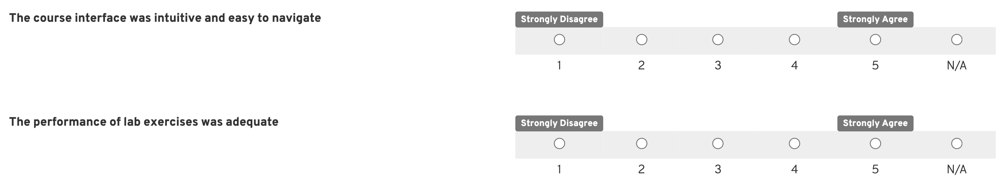 The course interface was intuitive and easy to navigate
Strongly Disagree Strongly Agree
1 2 3 4 5 N/A
The performance of lab exercises was adequate
Strongly Disagree Strongly Agree
1 2 3 4 5 N/A